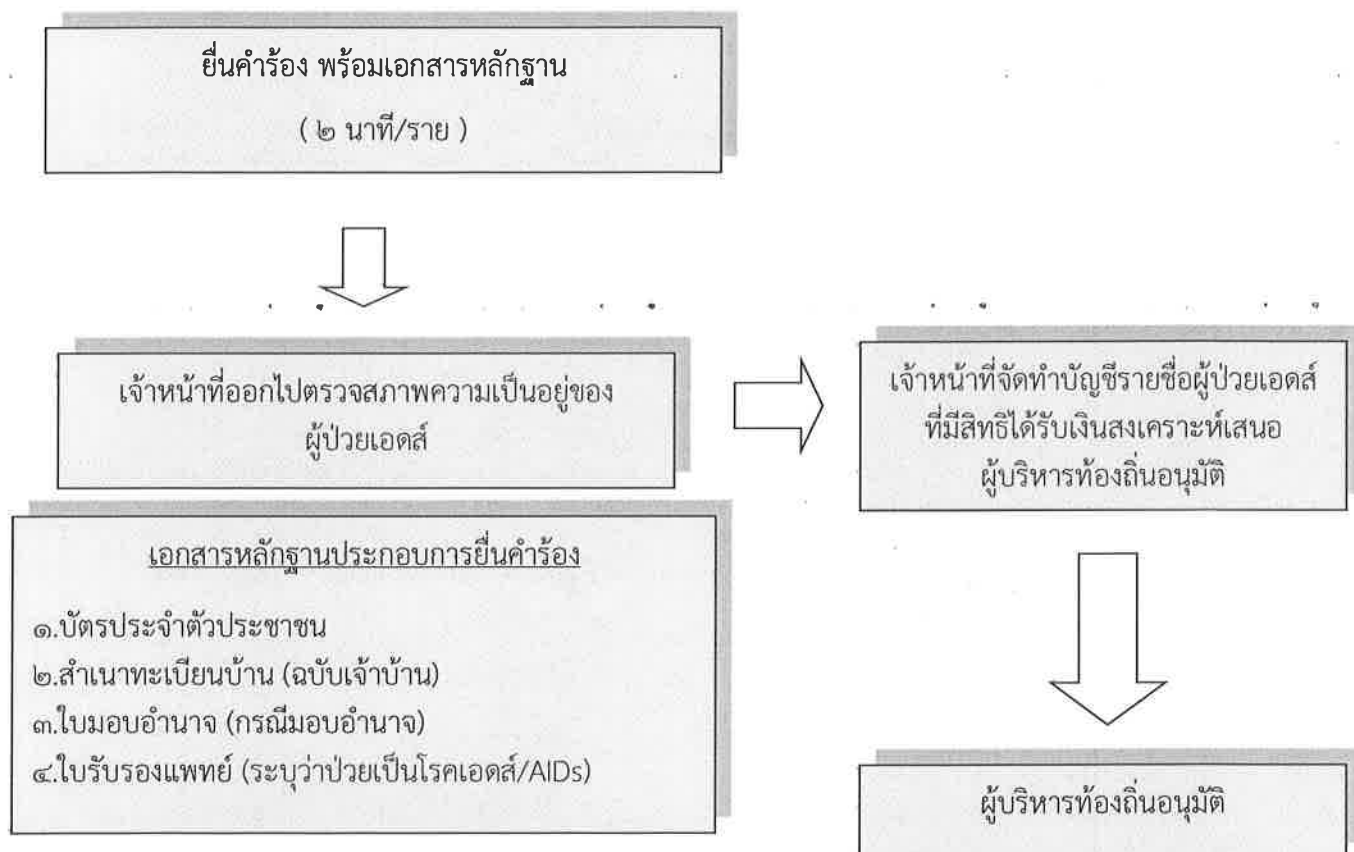 ยื่นคำร้อง พร้อมเอกสารหลักฐาน
( ๒ นาที/ราย )
เจ้าหน้าที่ออกไปตรวจสภาพความเป็นอยู่ของ
ผู้ป่วยเอดส์
เจ้าหน้าที่จัดทำบัญชีรายชื่อผู้ป่วยเอดส์
ที่มีสิทธิได้รับเงินสงเคราะห์เสนอ
ผู้บริหารท้องถิ่นอนุมัติ
เอกสารหลักฐานประกอบการยื่นคำร้อง
๑.บัตรประจำตัวประชาชน
๒.สำเนาทะเบียนบ้าน (ฉบับเจ้าบ้าน)
๓.ใบมอบอำนาจ (กรณีมอบอำนาจ)
๔.ใบรับรองแพทย์ (ระบุว่าป่วยเป็นโรคเอดส์/AIDs)
ผู้บริหารท้องถิ่นอนุมัติ